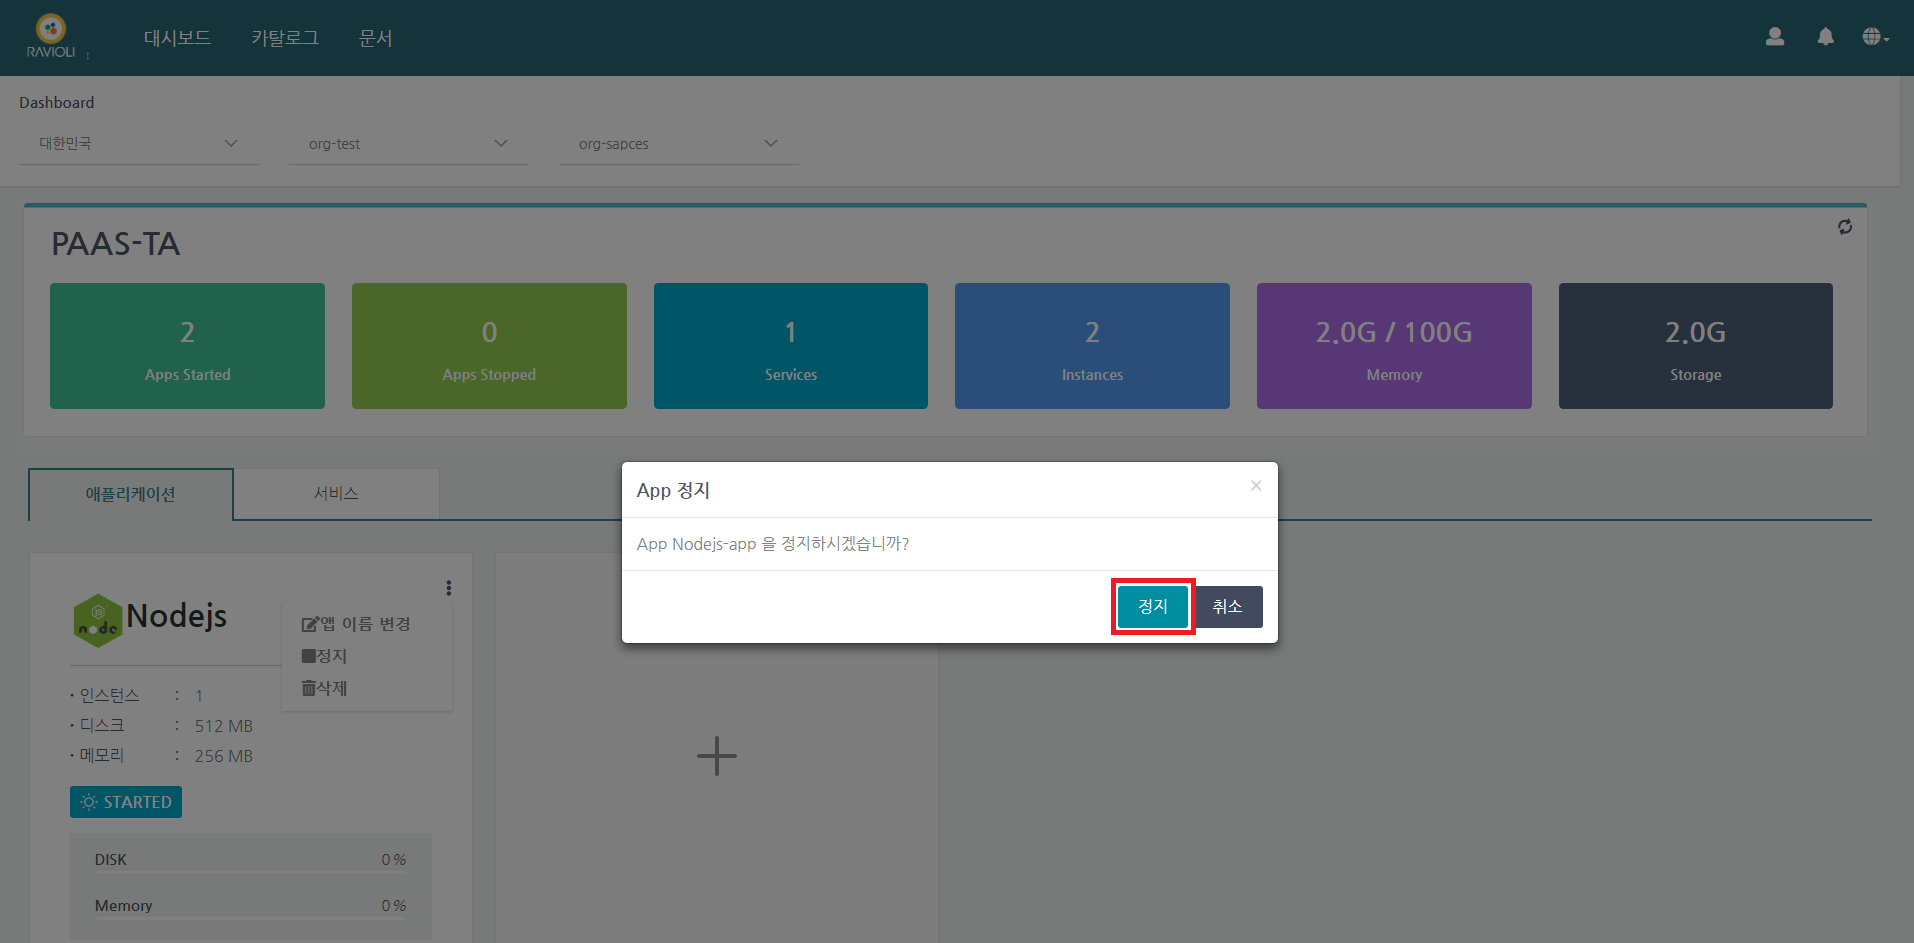 RAVIOLI
대시보드
카탈로그
문서
Dashboard
대한민국
org-test
org-sapces
PAAS-TA
2
Apps Started
0
Apps Stopped
1
Services
2
Instances
2.0G / 100G
Memory
2.0G
Storage
애플리케이션
서비스
App 정지
×
App Nodejs-app 을 정지하시겠습니까?
정지
취소
node
Nodejs
앱 이름 변경
정지
삭제
· 인스턴스 : 1
· 디스크 : 512 MB
· 메모리 : 256 MB
STARTED
DISK 0 %
Memory 0 %